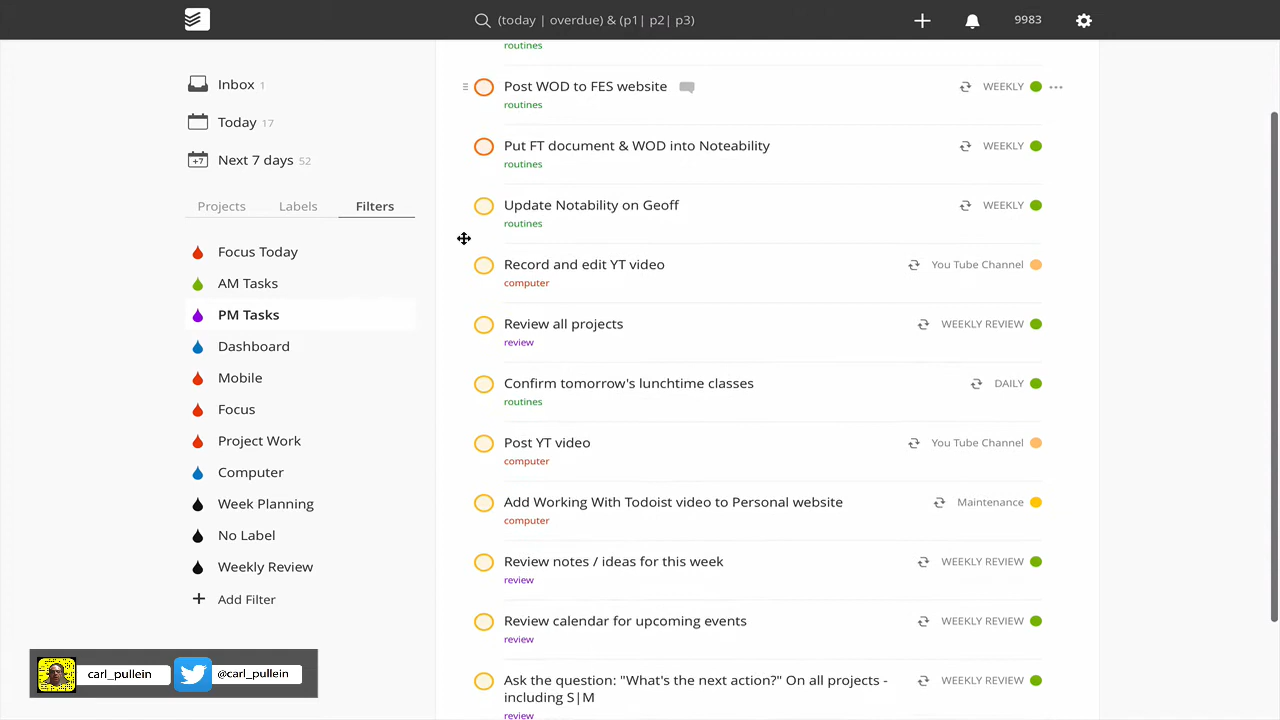 (today | overdue) & (p1| p2| p3)
9983
Inbox 1
Today 17
+7 Next 7 days 52
Projects Labels Filters
Focus Today
AM Tasks
PM Tasks
Dashboard
Mobile
Focus
Project Work
Computer
Week Planning
No Label
Weekly Review
Add Filter
routines
Post WOD to FES website WEEKLY
routines
Put FT document & WOD into Noteability WEEKLY
routines
Update Notability on Geoff WEEKLY
routines
Record and edit YT video You Tube Channel
computer
Review all projects WEEKLY REVIEW
review
Confirm tomorrow's lunchtime classes DAILY
routines
Post YT video You Tube Channel
computer
Add Working With Todoist video to Personal website Maintenance
computer
Review notes / ideas for this week WEEKLY REVIEW
review
Review calendar for upcoming events WEEKLY REVIEW
review
Ask the question: "What's the next action?" On all projects - WEEKLY REVIEW
including S|M
review
carl_pullein @carl_pullein